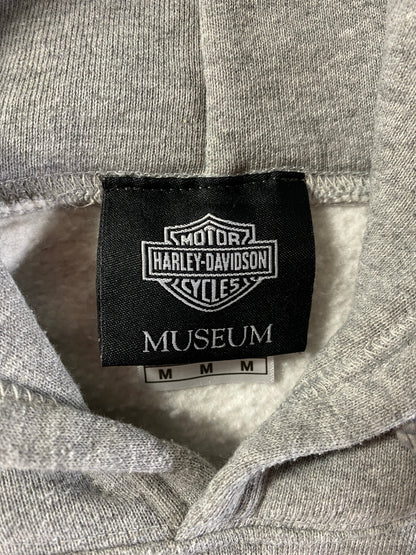 MOTOR
HARLEY-DAVIDSON
CYCLES
MUSEUM
M M M